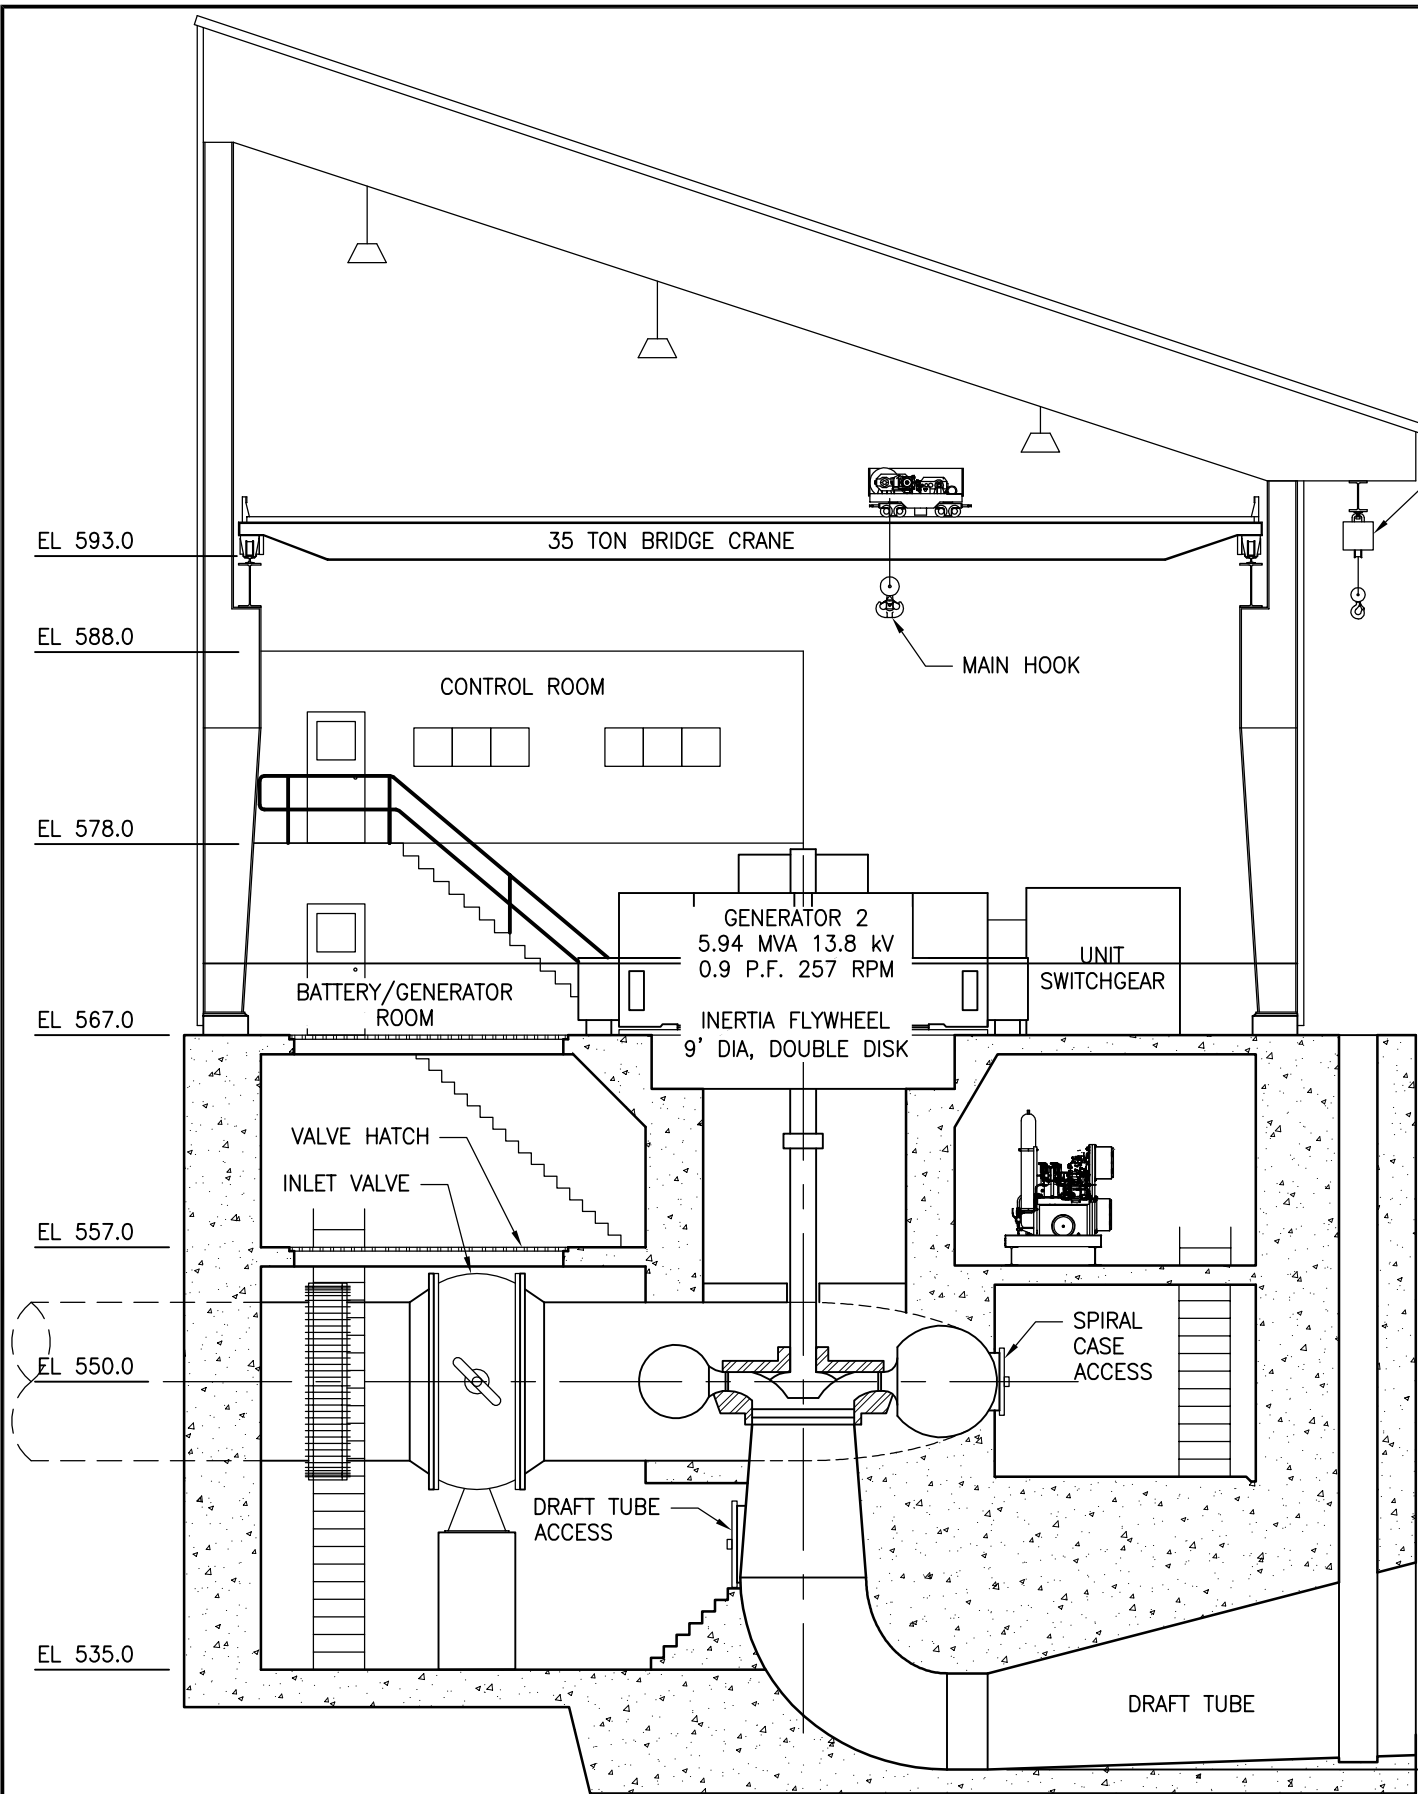 EL 593.0
35 TON BRIDGE CRANE
EL 588.0
MAIN HOOK
CONTROL ROOM
EL 578.0
GENERATOR 2
5.94 MVA 13.8 kV
0.9 P.F. 257 RPM
UNIT
SWITCHGEAR
BATTERY/GENERATOR
ROOM
EL 567.0
INERTIA FLYWHEEL
9' DIA, DOUBLE DISK
VALVE HATCH
INLET VALVE
EL 557.0
SPIRAL
CASE
ACCESS
EL 550.0
DRAFT TUBE
ACCESS
EL 535.0
DRAFT TUBE